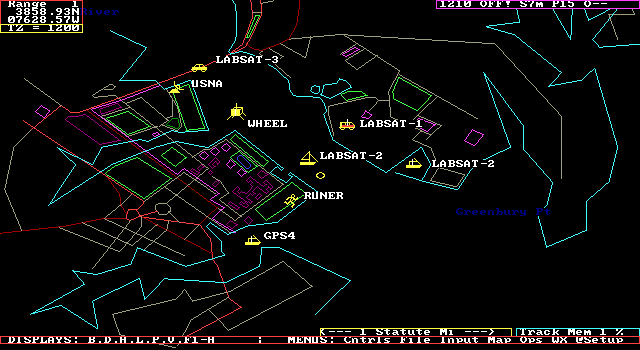 Range 1
3858.93N
07628.57W
TZ = 1200
River
1210 OFF! S7m P15 O--
LABSAT-3
USNA
WHEEL
LABSAT-1
LABSAT-2
LABSAT-2
RUNER
Greenbury Pt
GPS4
<--- 1 Statute Mi --->
Track Mem 1 %
DISPLAYS: B.D.A.L.P.V.F1-H : MENUS: Cntrls File Input Map Ops WX @Setup